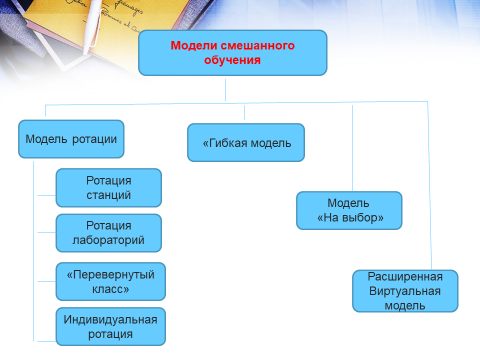 Модели смешанного
обучения
Модель ротации
«Гибкая модель
Ротация
станций
Модель
«На выбор»
Ротация
лабораторий
«Перевернутый
класс»
Расширенная
Виртуальная
модель
Индивидуальная
ротация